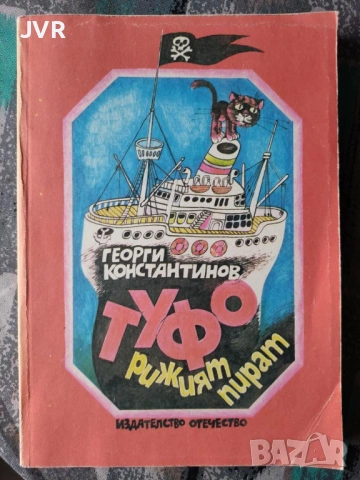 JVR
ГЕОРГИ
КОНСТАНТИНОВ
ТУФО
РИЖИЯТ
ПИРАТ
ИЗДАТЕЛСТВО ОТЕЧЕСТВО
BAZAR